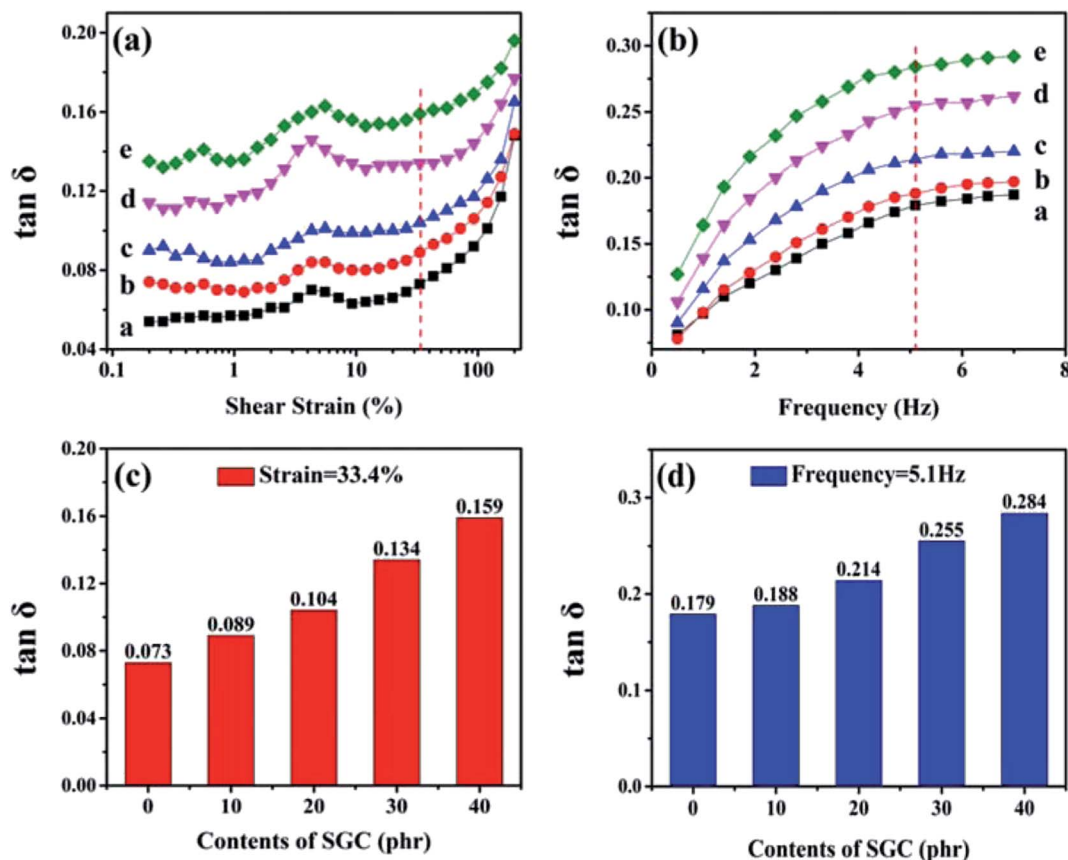 (a)
0.20
0.16
0.12
0.08
0.04
tan δ
e
d
c
b
a
0.1 1 10 100
Shear Strain (%)
(b)
0.30
0.25
0.20
0.15
0.10
tan δ
e
d
c
b
a
0 2 4 6 8
Frequency (Hz)
(c)
Strain=33.4%
0.20
0.16
0.12
0.08
0.04
0.00
tan δ
0.073 0.089 0.104 0.134 0.159
0 10 20 30 40
Contents of SGC (phr)
(d)
Frequency=5.1Hz
0.3
0.2
0.1
0.0
tan δ
0.179 0.188 0.214 0.255 0.284
0 10 20 30 40
Contents of SGC (phr)